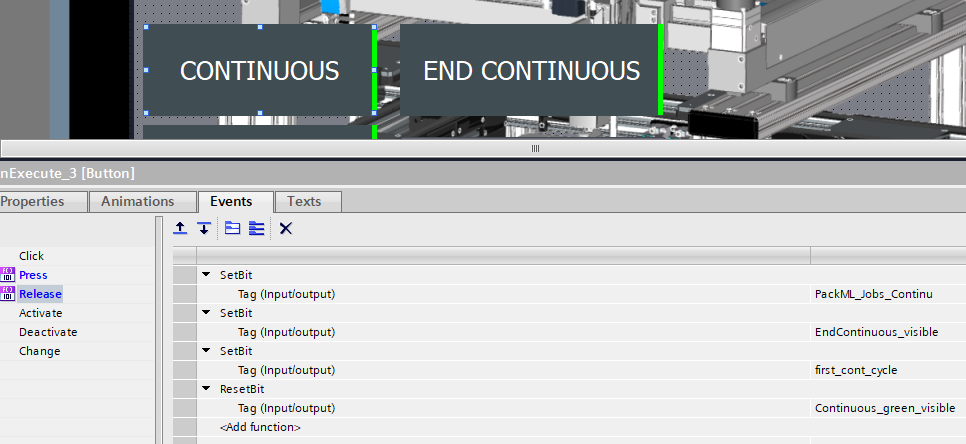 CONTINUOUS
END CONTINUOUS
nExecute_3 [Button]
Properties Animations Events Texts
Click
Press
Release
Activate
Deactivate
Change
SetBit
Tag (Input/output) PackML_Jobs_Continu
SetBit
Tag (Input/output) EndContinuous_visible
SetBit
Tag (Input/output) first_cont_cycle
ResetBit
Tag (Input/output) Continuous_green_visible
<Add function>